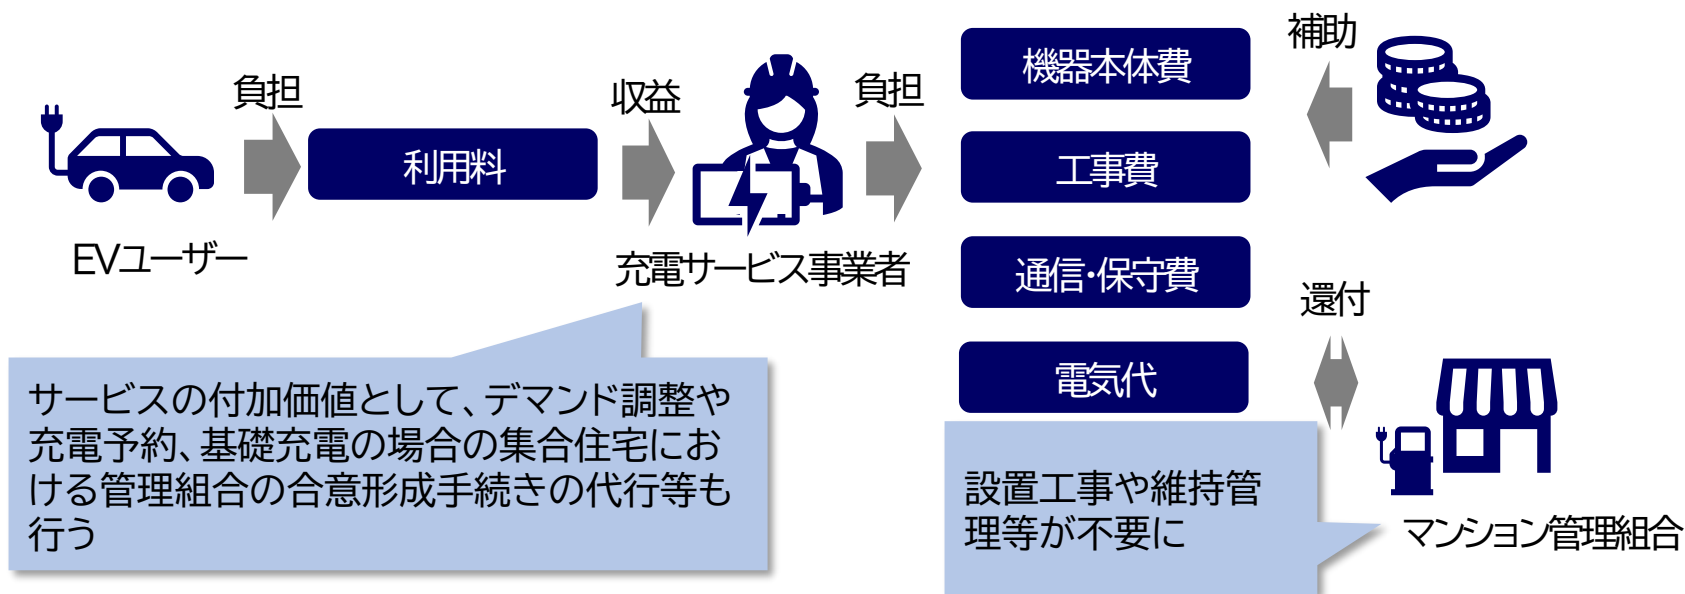 補助
機器本体費
負担
収益
負担
利用料
工事費
EVユーザー
充電サービス事業者
通信・保守費
還付
電気代
サービスの付加価値として、デマンド調整や
充電予約、基礎充電の場合の集合住宅にお
ける管理組合の合意形成手続きの代行等も
行う
設置工事や維持管
理等が不要に
マンション管理組合